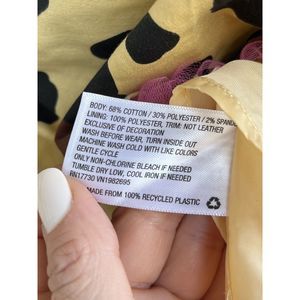 BODY: 68% COTTON / 30% POLYESTER / 2% SPANDEX
LINING: 100% POLYESTER, TRIM: NOT LEATHER
EXCLUSIVE OF DECORATION
WASH BEFORE WEAR, TURN INSIDE OUT
MACHINE WASH COLD WITH LIKE COLORS
GENTLE CYCLE
ONLY NON-CHLORINE BLEACH IF NEEDED
TUMBLE DRY LOW, COOL IRON IF NEEDED
RN17730 VN1982695
MADE FROM 100% RECYCLED PLASTIC